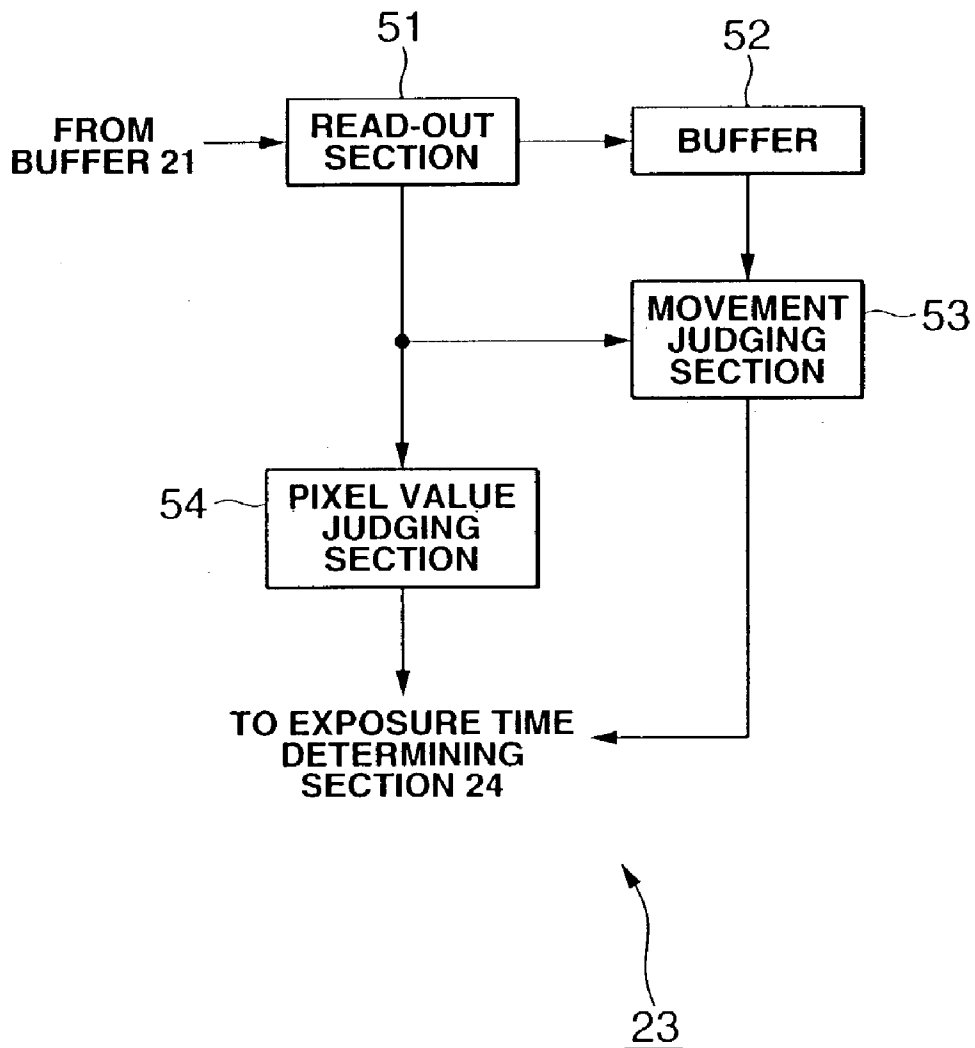 51
52
FROM
BUFFER 21
READ-OUT
SECTION
BUFFER
MOVEMENT
JUDGING
SECTION
53
54
PIXEL VALUE
JUDGING
SECTION
TO EXPOSURE TIME
DETERMINING
SECTION 24
23